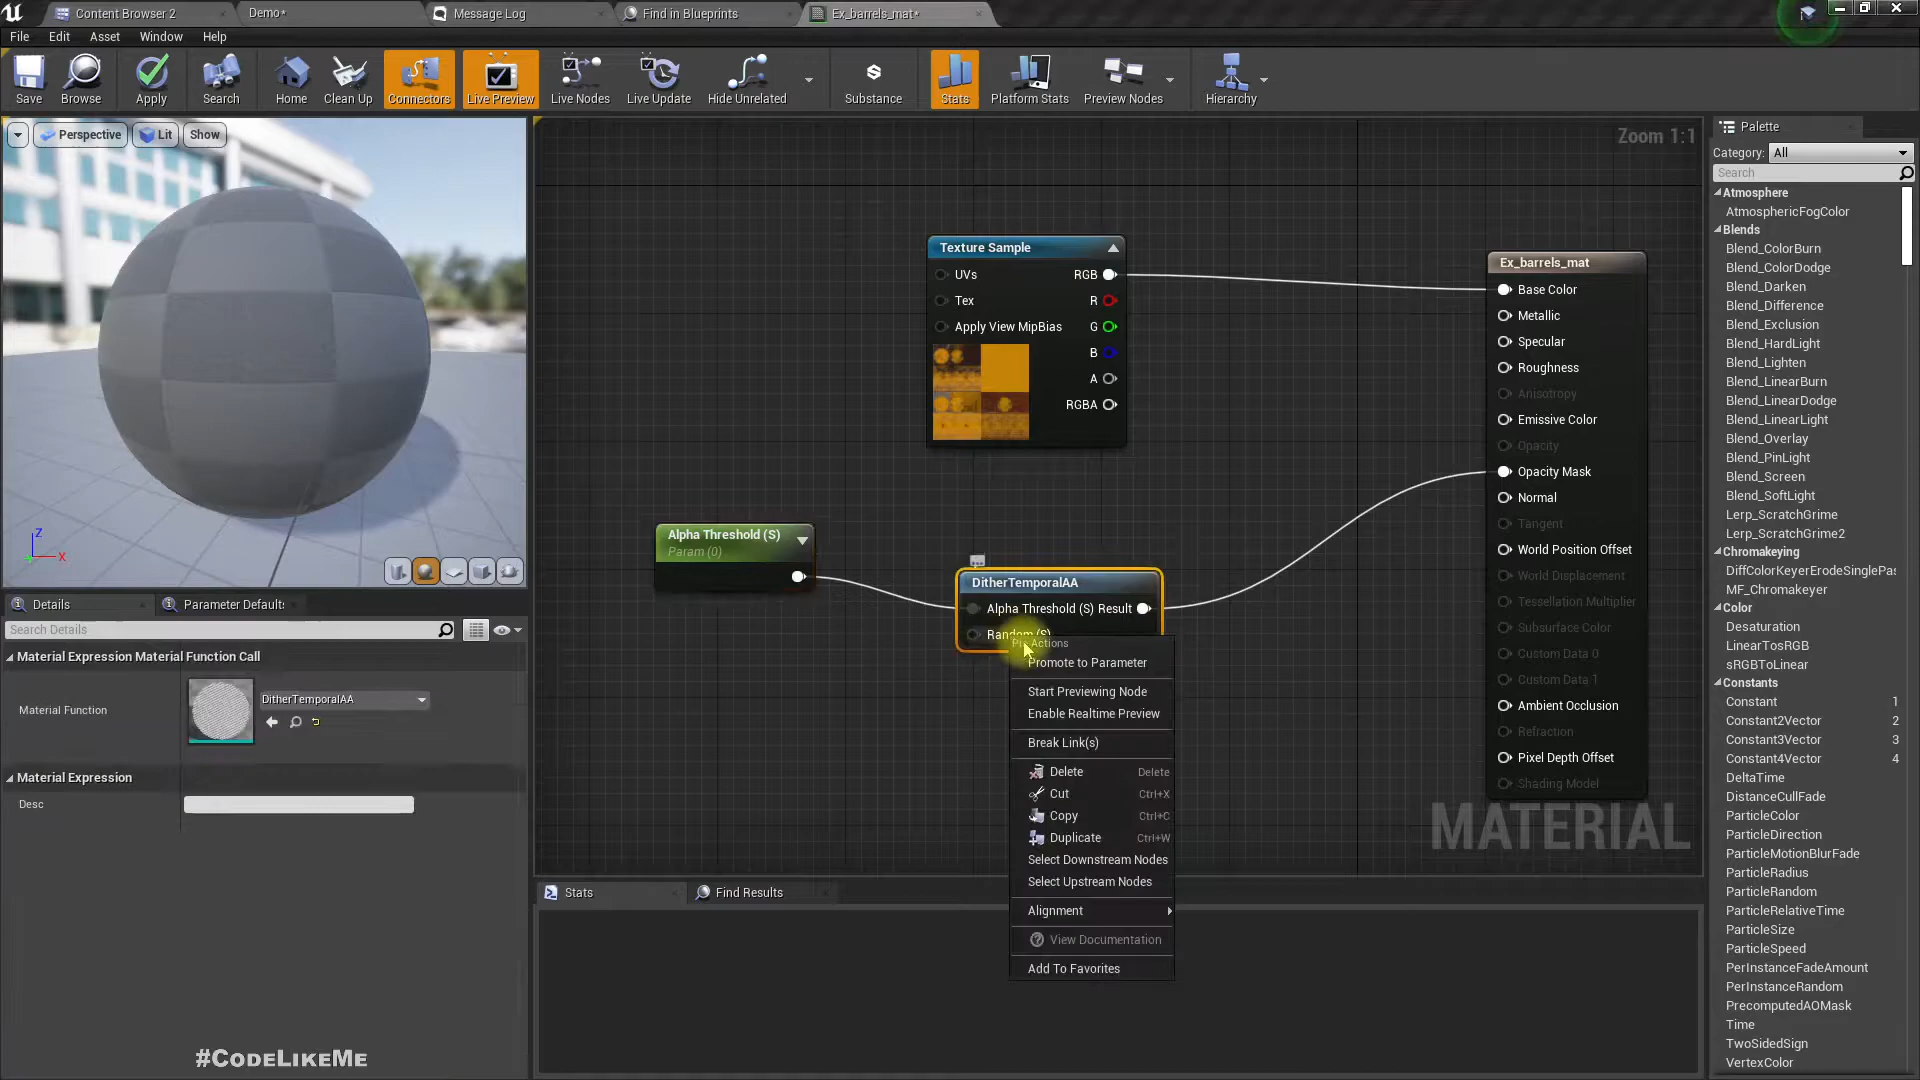 Content Browser 2
Demo*
Message Log
Find in Blueprints
Ex_barrels_mat*
File
Edit
Asset
Window
Help
Save
Browse
Apply
Search
Home
Clean Up
Connectors
Live Preview
Live Nodes
Live Update
Hide Unrelated
Substance
Stats
Platform Stats
Preview Nodes
Hierarchy
Perspective
Lit
Show
Z
X
Zoom 1:1
Texture Sample
UVs
Tex
Apply View MipBias
RGB
R
G
B
A
RGBA
Alpha Threshold (S)
Param (0)
DitherTemporalAA
Alpha Threshold (S) Result
Random (S)
Ex_barrels_mat
Base Color
Metallic
Specular
Roughness
Anisotropy
Emissive Color
Opacity
Opacity Mask
Normal
Tangent
World Position Offset
World Displacement
Tessellation Multiplier
Subsurface Color
Custom Data 0
Custom Data 1
Ambient Occlusion
Refraction
Pixel Depth Offset
Shading Model
MATERIAL
Pin Actions
Promote to Parameter
Start Previewing Node
Enable Realtime Preview
Break Link(s)
Delete Delete
Cut Ctrl+X
Copy Ctrl+C
Duplicate Ctrl+W
Select Downstream Nodes
Select Upstream Nodes
Alignment
View Documentation
Add To Favorites
Details
Parameter Defaults
Search Details
Material Expression Material Function Call
Material Function
DitherTemporalAA
Material Expression
Desc
#CODELIKEME
Stats
Find Results
Palette
Category: All
Search
Atmosphere
AtmosphericFogColor
Blends
Blend_ColorBurn
Blend_ColorDodge
Blend_Darken
Blend_Difference
Blend_Exclusion
Blend_HardLight
Blend_Lighten
Blend_LinearBurn
Blend_LinearDodge
Blend_LinearLight
Blend_Overlay
Blend_PinLight
Blend_Screen
Blend_SoftLight
Lerp_ScratchGrime
Lerp_ScratchGrime2
Chromakeying
DiffColorKeyerErodeSinglePas
MF_Chromakeyer
Color
Desaturation
LinearTosRGB
sRGBToLinear
Constants
Constant 1
Constant2Vector 2
Constant3Vector 3
Constant4Vector 4
DeltaTime
DistanceCullFade
ParticleColor
ParticleDirection
ParticleMotionBlurFade
ParticleRadius
ParticleRandom
ParticleRelativeTime
ParticleSize
ParticleSpeed
PerInstanceFadeAmount
PerInstanceRandom
PrecomputedAOMask
Time
TwoSidedSign
VertexColor